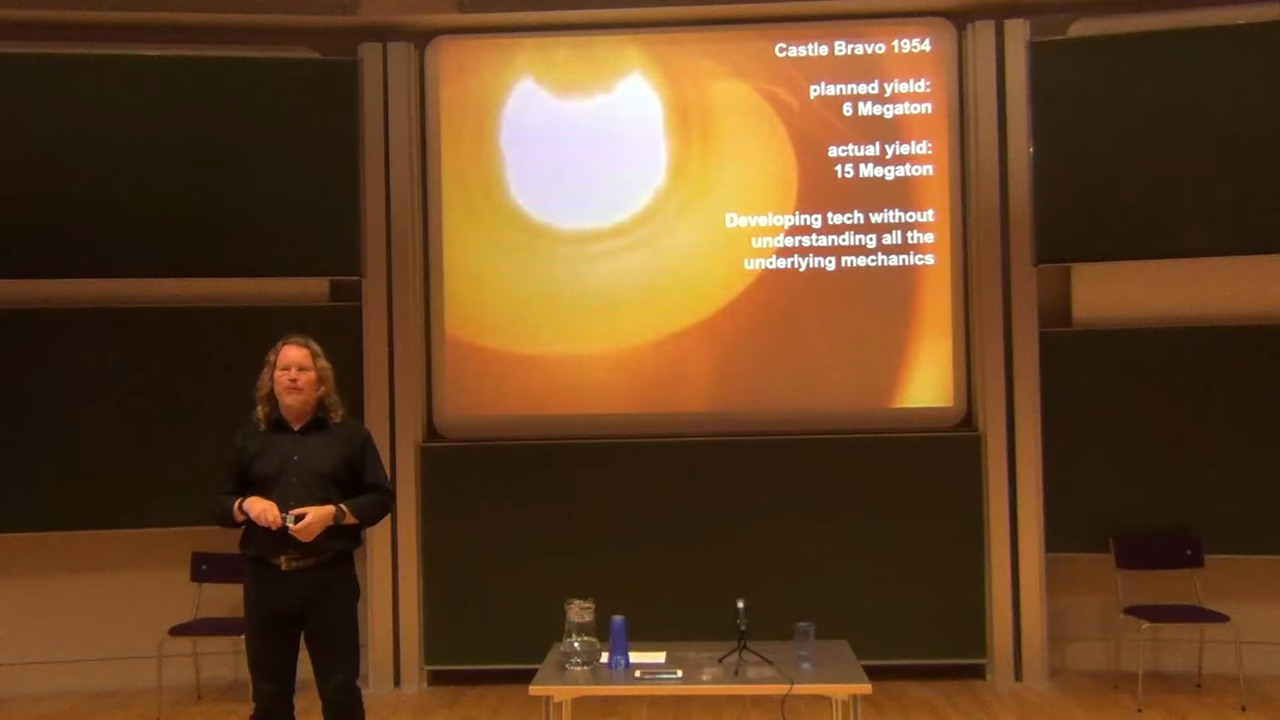 Castle Bravo 1954
planned yield:
6 Megaton
actual yield:
15 Megaton
Developing tech without
understanding all the
underlying mechanics